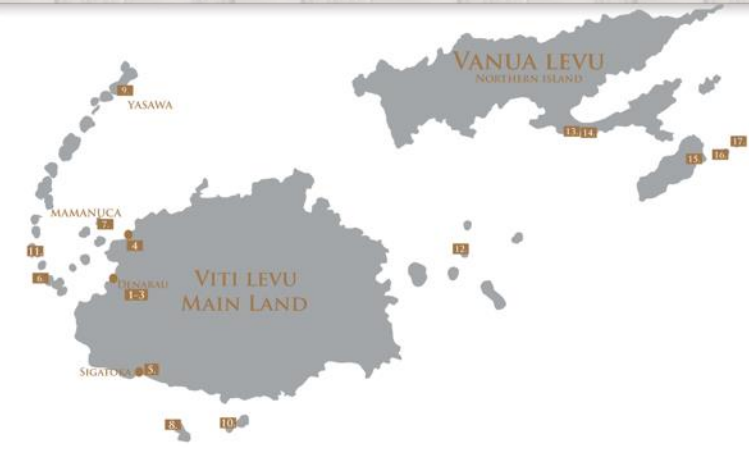 VANUA LEVU
NORTHERN ISLAND
9.
YASAWA
13. 14.
17.
16.
15.
MAMANUCA
7.
4
12.
11.
6.
DENARAU
1-3
VITI LEVU
MAIN LAND
SIGATOKA
5.
8.
10.